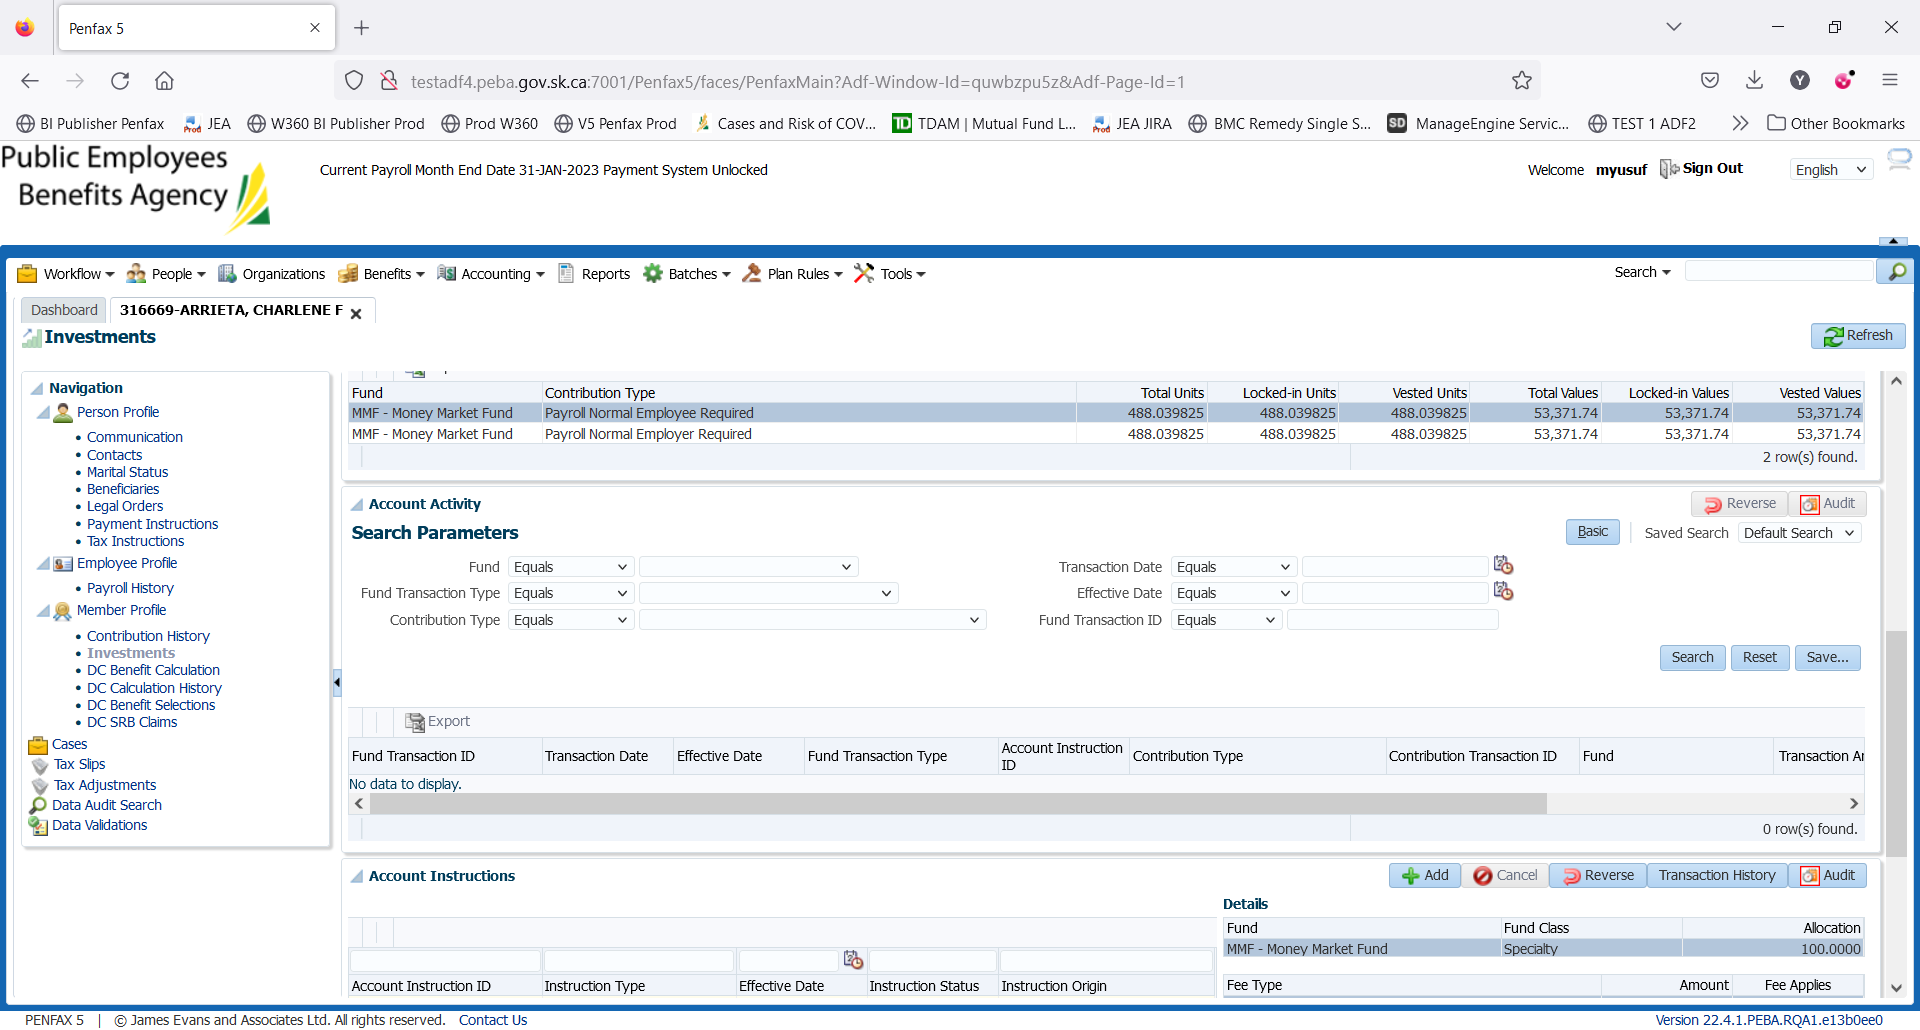 Penfax 5
testadf4.peba.gov.sk.ca:7001/Penfax5/faces/PenfaxMain?Adf-Window-Id=quwbzpu5z&Adf-Page-Id=1
BI Publisher Penfax JEA W360 BI Publisher Prod Prod W360 V5 Penfax Prod Cases and Risk of COV... TDAM | Mutual Fund L... JEA JIRA BMC Remedy Single S... ManageEngine Servic... TEST 1 ADF2 Other Bookmarks
Public Employees
Benefits Agency
Current Payroll Month End Date 31-JAN-2023 Payment System Unlocked
Welcome myusuf Sign Out English
Workflow People Organizations Benefits Accounting Reports Batches Plan Rules Tools Search
Dashboard 316669-ARRIETA, CHARLENE F
Investments Refresh
Navigation
Person Profile
Communication
Contacts
Marital Status
Beneficiaries
Legal Orders
Payment Instructions
Tax Instructions
Employee Profile
Payroll History
Member Profile
Contribution History
Investments
DC Benefit Calculation
DC Calculation History
DC Benefit Selections
DC SRB Claims
Cases
Tax Slips
Tax Adjustments
Data Audit Search
Data Validations
Fund Contribution Type Total Units Locked-in Units Vested Units Total Values Locked-in Values Vested Values
MMF - Money Market Fund Payroll Normal Employee Required 488.039825 488.039825 488.039825 53,371.74 53,371.74 53,371.74
MMF - Money Market Fund Payroll Normal Employer Required 488.039825 488.039825 488.039825 53,371.74 53,371.74 53,371.74
2 row(s) found.
Account Activity Reverse Audit
Search Parameters Basic Saved Search Default Search
Fund Equals Transaction Date Equals
Fund Transaction Type Equals Effective Date Equals
Contribution Type Equals Fund Transaction ID Equals
Search Reset Save...
Export
Fund Transaction ID Transaction Date Effective Date Fund Transaction Type Account Instruction ID Contribution Type Contribution Transaction ID Fund Transaction Ar
No data to display.
0 row(s) found.
Account Instructions Add Cancel Reverse Transaction History Audit
Details
Fund Fund Class Allocation
MMF - Money Market Fund Specialty 100.0000
Account Instruction ID Instruction Type Effective Date Instruction Status Instruction Origin
Fee Type Amount Fee Applies
PENFAX 5 | © James Evans and Associates Ltd. All rights reserved. Contact Us
Version 22.4.1.PEBA.RQA1.e13b0ee0